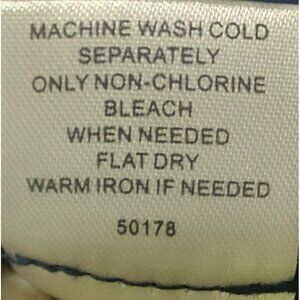 MACHINE WASH COLD
SEPARATELY
ONLY NON-CHLORINE
BLEACH
WHEN NEEDED
FLAT DRY
WARM IRON IF NEEDED
50178